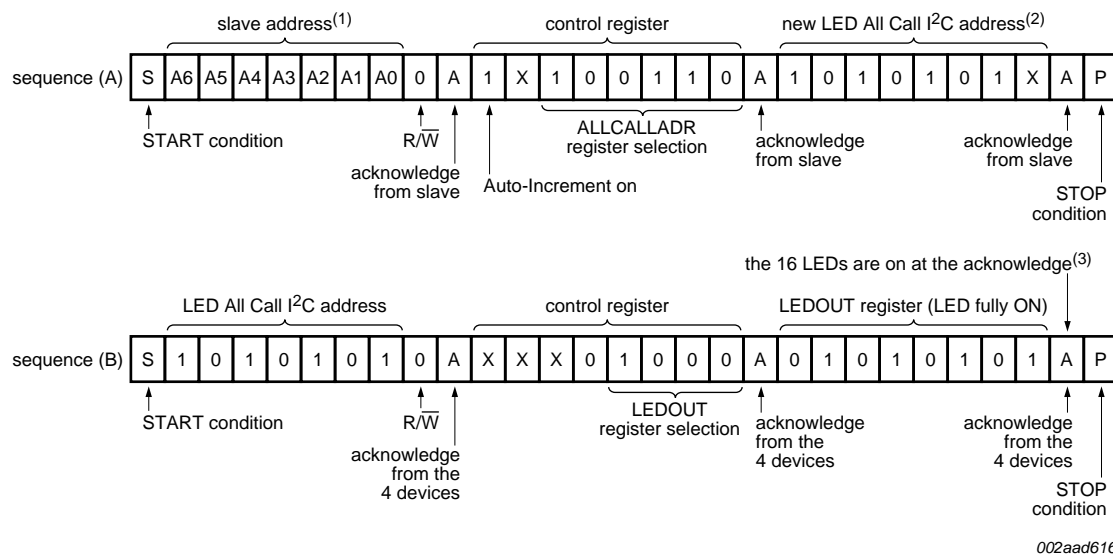 slave address(1) control register new LED All Call I2C address(2)
sequence (A) S A6 A5 A4 A3 A2 A1 A0 0 A 1 X 1 0 0 1 1 0 A 1 0 1 0 1 0 1 X A P
START condition R/W ALLCALLADR acknowledge acknowledge
register selection from slave from slave
acknowledge
from slave Auto-Increment on STOP
condition
the 16 LEDs are on at the acknowledge(3)
LED All Call I2C address control register LEDOUT register (LED fully ON)
sequence (B) S 1 0 1 0 1 0 1 0 A X X X 0 1 0 0 0 A 0 1 0 1 0 1 0 1 A P
START condition R/W LEDOUT acknowledge acknowledge
register selection from the from the
acknowledge 4 devices 4 devices
from the
4 devices STOP
condition
002aad616